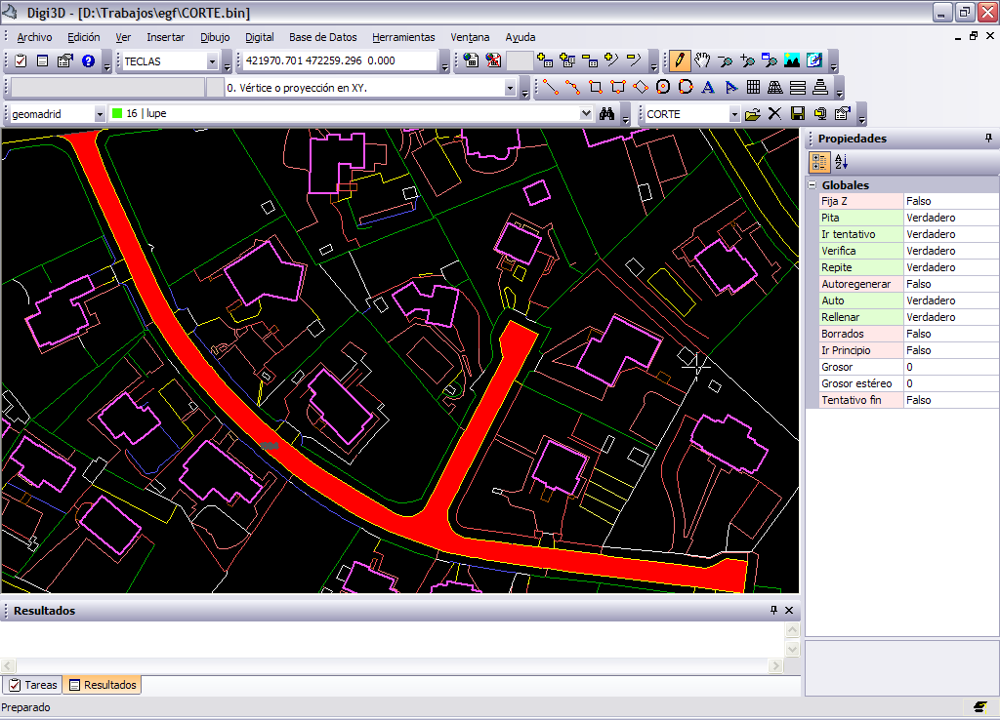 Digi3D - [D:\Trabajos\egf\CORTE.bin]
Archivo Edición Ver Insertar Dibujo Digital Base de Datos Herramientas Ventana Ayuda
TECLAS 421970.701 472259.296 0.000
0. Vértice o proyección en XY.
geomadrid 16 | lupe CORTE
Propiedades
Globales
Fija Z Falso
Pita Verdadero
Ir tentativo Verdadero
Verifica Verdadero
Repite Verdadero
Autoregenerar Falso
Auto Verdadero
Rellenar Verdadero
Borrados Falso
Ir Principio Falso
Grosor 0
Grosor estéreo 0
Tentativo fin Falso
Resultados
Tareas Resultados
Preparado